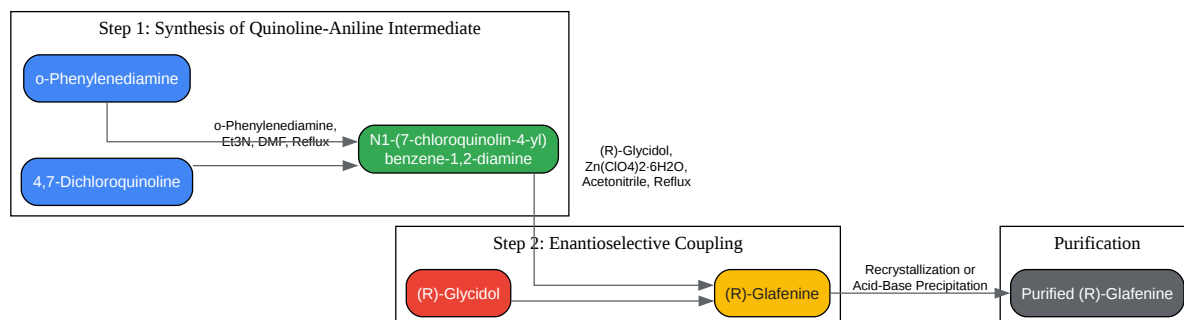 Step 1: Synthesis of Quinoline-Aniline Intermediate
o-Phenylenediamine
o-Phenylenediamine,
Et3N, DMF, Reflux
N1-(7-chloroquinolin-4-yl)
benzene-1,2-diamine
4,7-Dichloroquinoline
(R)-Glycidol,
Zn(ClO4)2·6H2O,
Acetonitrile, Reflux
Step 2: Enantioselective Coupling
(R)-Glycidol
(R)-Glafenine
Recrystallization or
Acid-Base Precipitation
Purification
Purified (R)-Glafenine